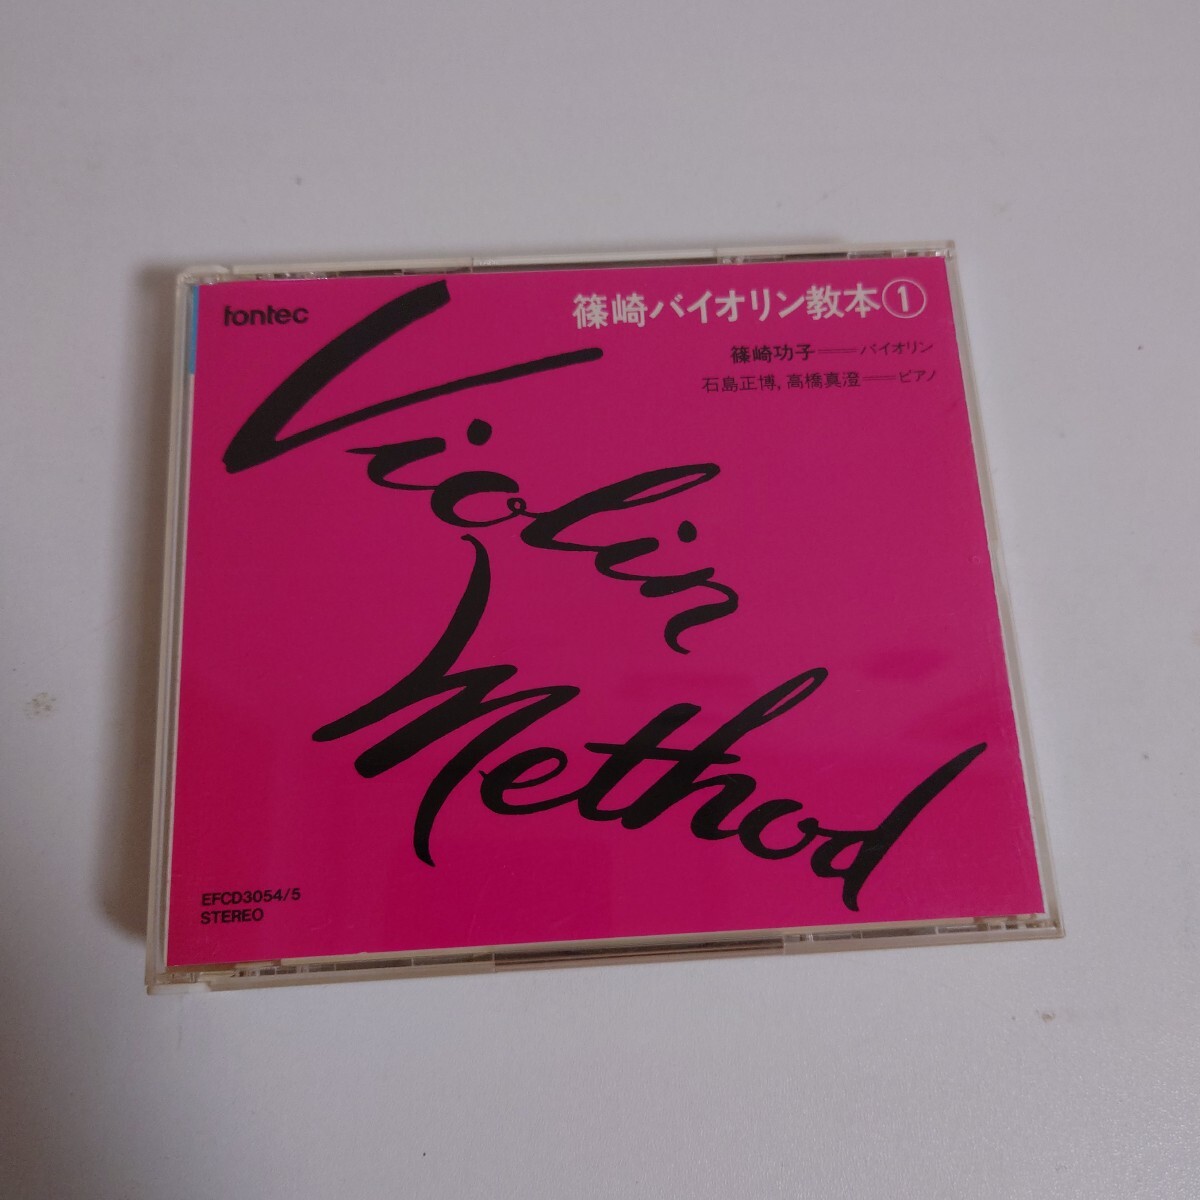 fontec
篠崎バイオリン教本①
篠崎功子══バイオリン
石島正博,高橋真澄══ピアノ
Violin
Method
EFCD3054/5
STEREO